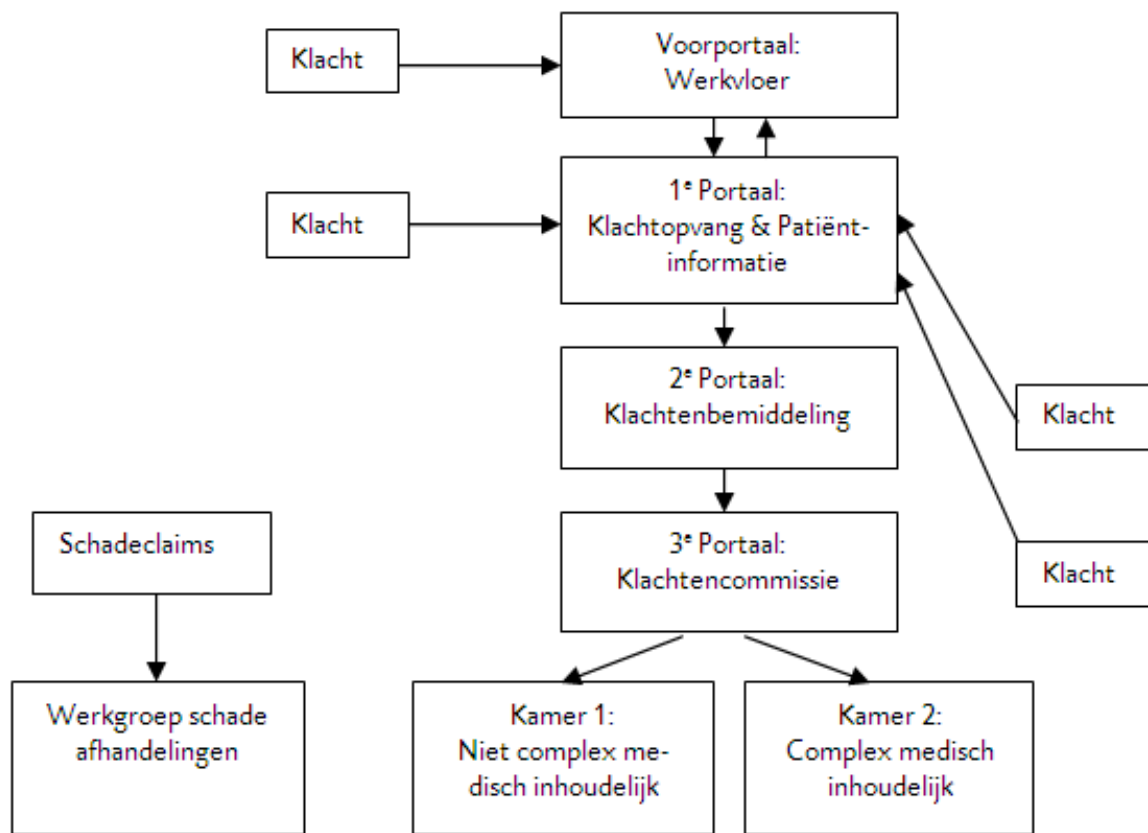 Klacht
Voorportaal:
Werkvloer
Klacht
1e Portaal:
Klachtopvang & Patiënt-
informatie
2e Portaal:
Klachtenbemiddeling
Klacht
3e Portaal:
Klachtencommissie
Klacht
Schadeclaims
Werkgroep schade
afhandelingen
Kamer 1:
Niet complex me-
disch inhoudelijk
Kamer 2:
Complex medisch
inhoudelijk